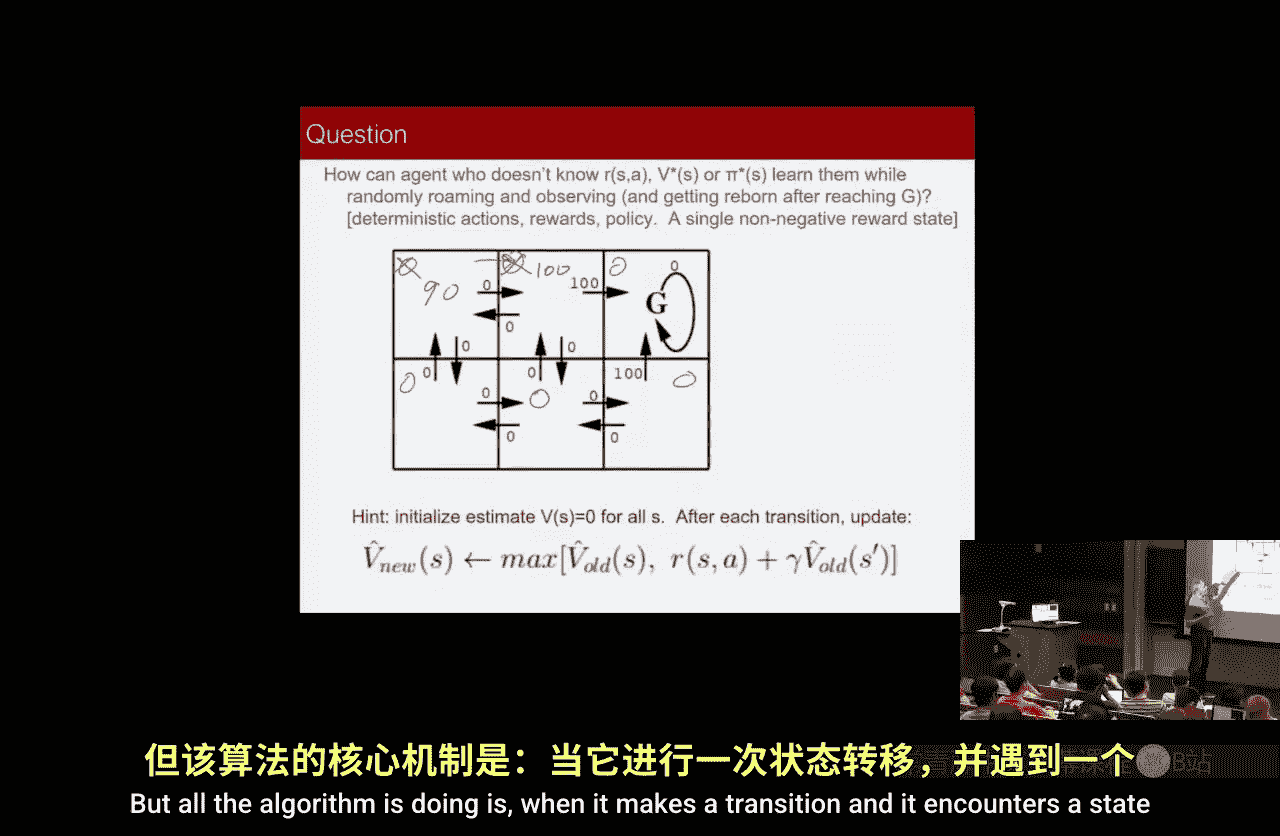 Question
How can agent who doesn't know r(s,a), V*(s) or π*(s) learn them while
randomly roaming and observing (and getting reborn after reaching G)?
[deterministic actions, rewards, policy. A single non-negative reward state]
0 100 0 0
90 0 100 G
0 0
0 0
0 0 0 0 100 0
0 0
0 0
Hint: initialize estimate V(s)=0 for all s. After each transition, update:
V̂new(s) ← max[V̂old(s), r(s,a) + γV̂old(s′)]
但该算法的核心机制是：当它进行一次状态转移，并遇到一个
B站
But all the algorithm is doing is, when it makes a transition and it encounters a state